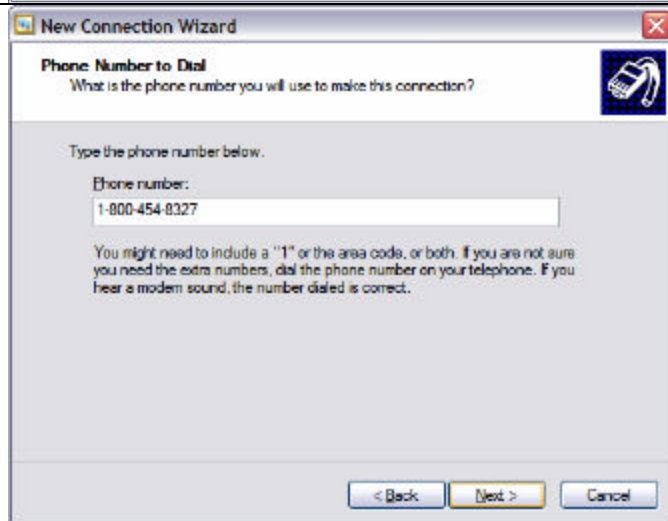 New Connection Wizard
Phone Number to Dial
What is the phone number you will use to make this connection?
Type the phone number below.
Phone number:
1-800-454-8327
You might need to include a "1" or the area code, or both. If you are not sure
you need the extra numbers, dial the phone number on your telephone. If you
hear a modem sound, the number dialed is correct.
< Back Next > Cancel